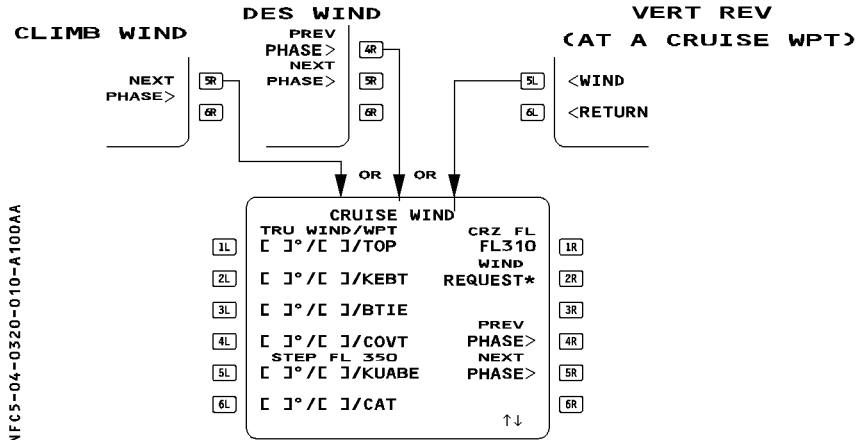 CLIMB WIND
NEXT
PHASE>
5R
6R
DES WIND
PREV
PHASE>
4R
NEXT
PHASE>
5R
6R
VERT REV
(AT A CRUISE WPT)
5L
<WIND
6L
<RETURN
OR OR
CRUISE WIND
TRU WIND/WPT CRZ FL
1L [ ]°/[ ]/TOP FL310 1R
WIND
2L [ ]°/[ ]/KEBT REQUEST* 2R
3L [ ]°/[ ]/BTIE 3R
PREV
4L [ ]°/[ ]/COVT PHASE> 4R
STEP FL 350 NEXT
5L [ ]°/[ ]/KUABE PHASE> 5R
6L [ ]°/[ ]/CAT 6R
↑↓
NFC5-04-0320-010-A100AA